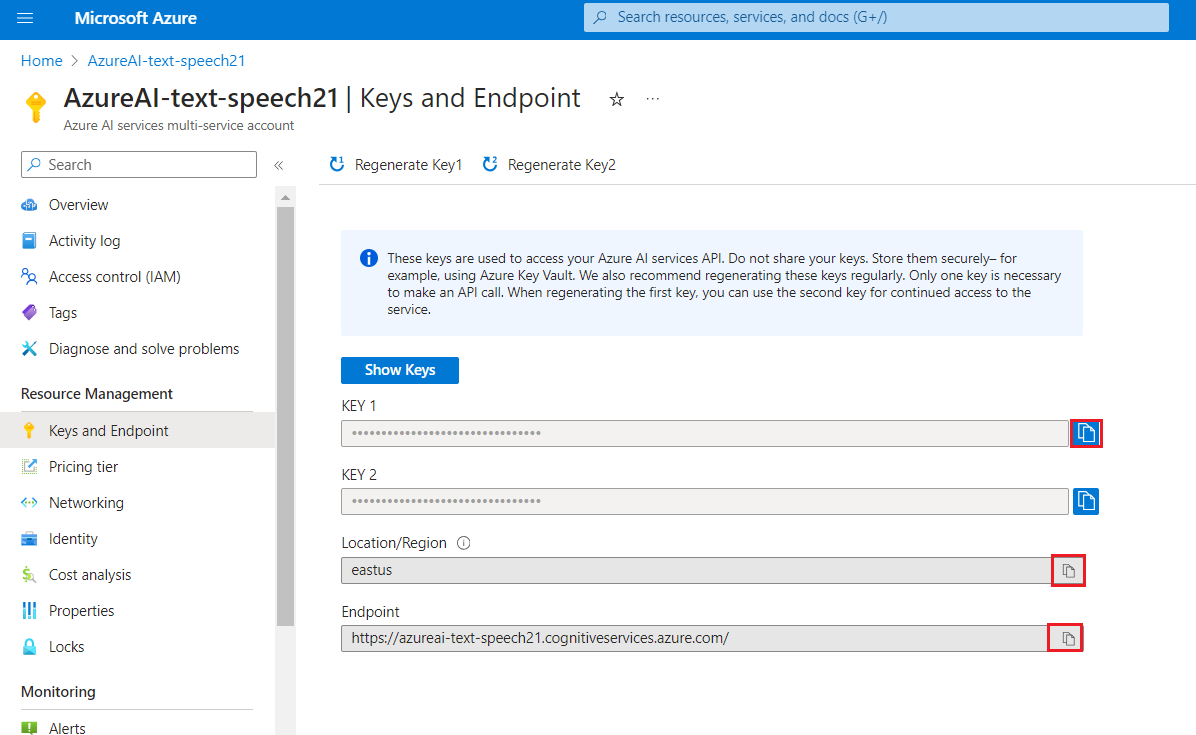 Microsoft Azure
Search resources, services, and docs (G+/)
Home > AzureAI-text-speech21
AzureAI-text-speech21 | Keys and Endpoint
Azure AI services multi-service account
Search
Regenerate Key1
Regenerate Key2
Overview
Activity log
Access control (IAM)
Tags
Diagnose and solve problems
Resource Management
Keys and Endpoint
Pricing tier
Networking
Identity
Cost analysis
Properties
Locks
Monitoring
Alerts
These keys are used to access your Azure AI services API. Do not share your keys. Store them securely– for
example, using Azure Key Vault. We also recommend regenerating these keys regularly. Only one key is necessary
to make an API call. When regenerating the first key, you can use the second key for continued access to the
service.
Show Keys
KEY 1
KEY 2
Location/Region
eastus
Endpoint
https://azureai-text-speech21.cognitiveservices.azure.com/